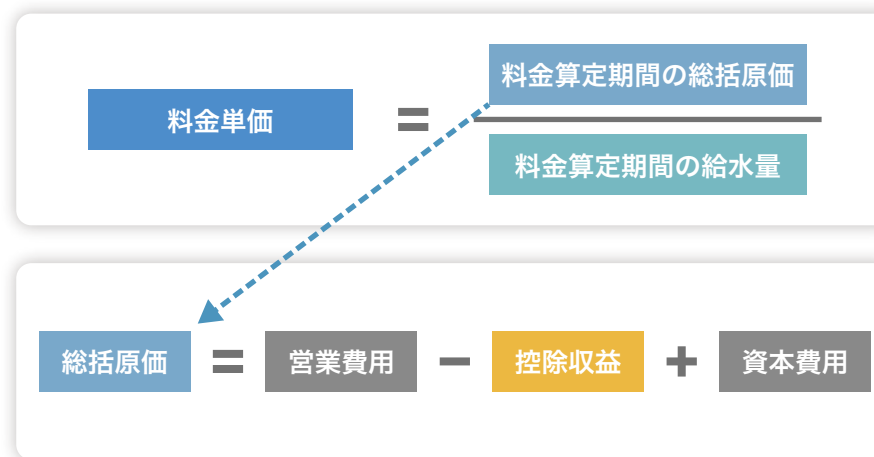 料金単価
=
料金算定期間の総括原価
料金算定期間の給水量
総括原価 = 営業費用 − 控除収益 + 資本費用